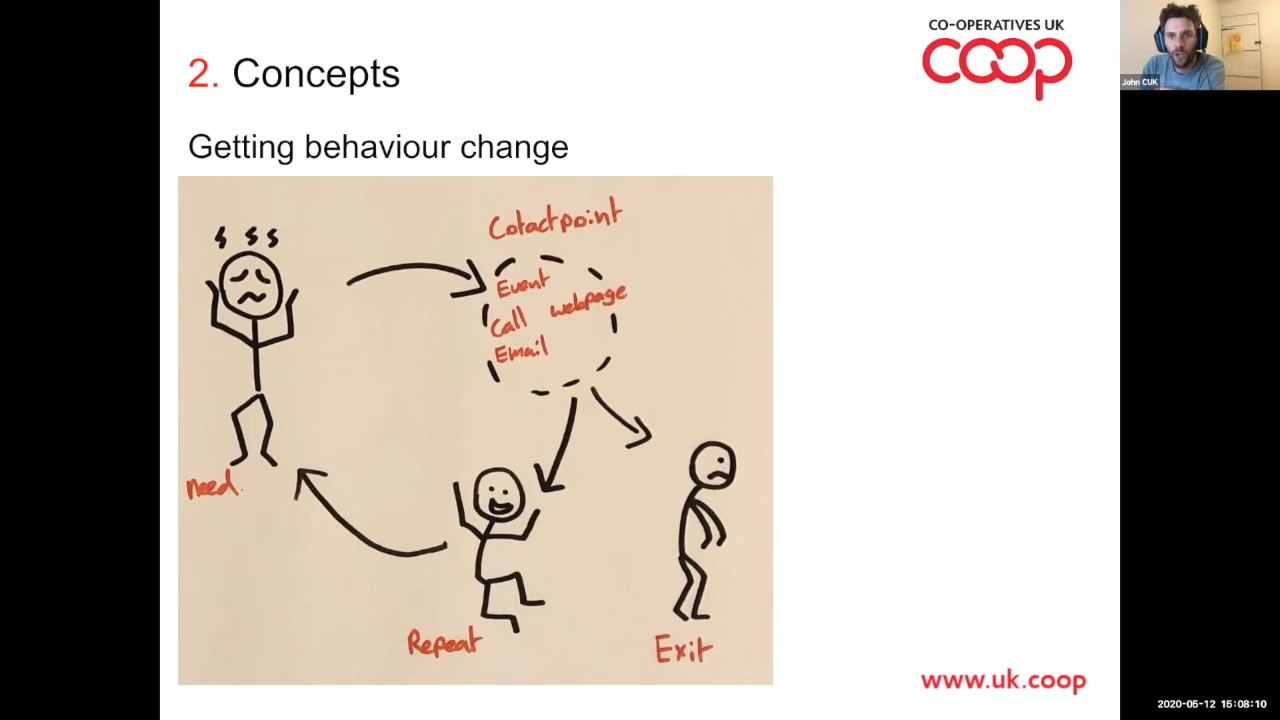 2. Concepts
CO-OPERATIVES UK
coop
John CUK
Getting behaviour change
Cotactpoint
Event
Call webpage
Email
need.
Repeat
Exit
www.uk.coop
2020-05-12 15:08:10